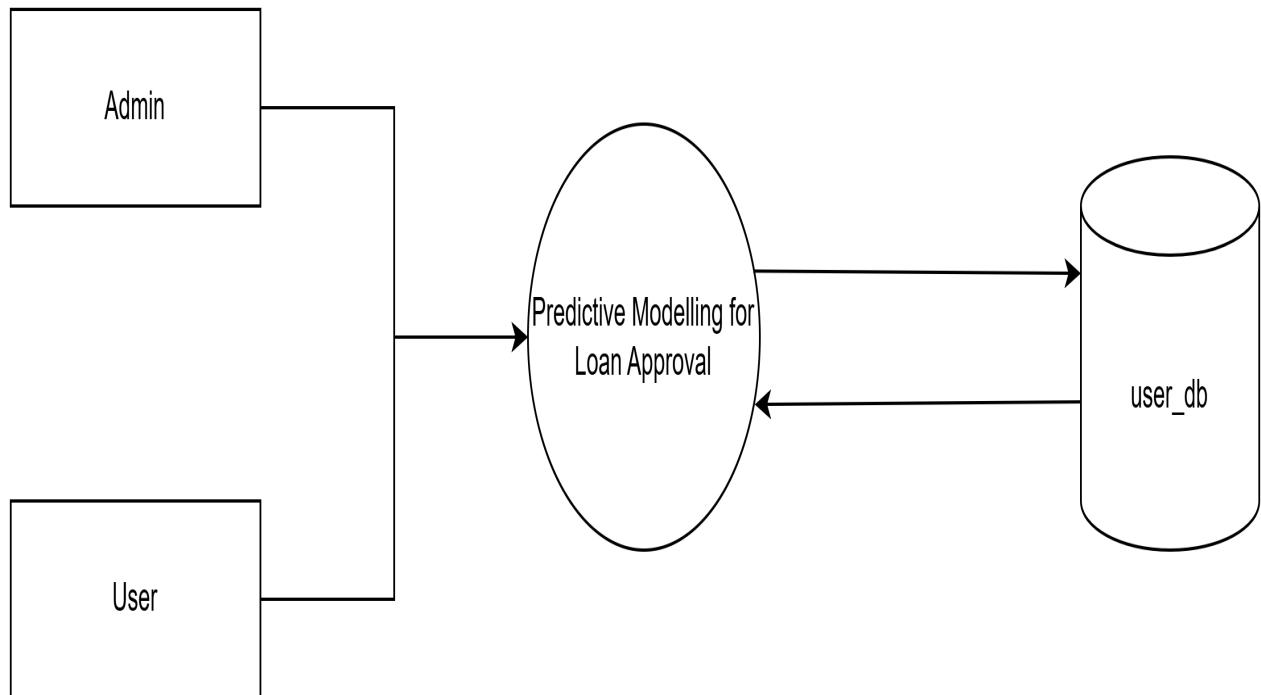 Admin
Predictive Modelling for
Loan Approval
user_db
User